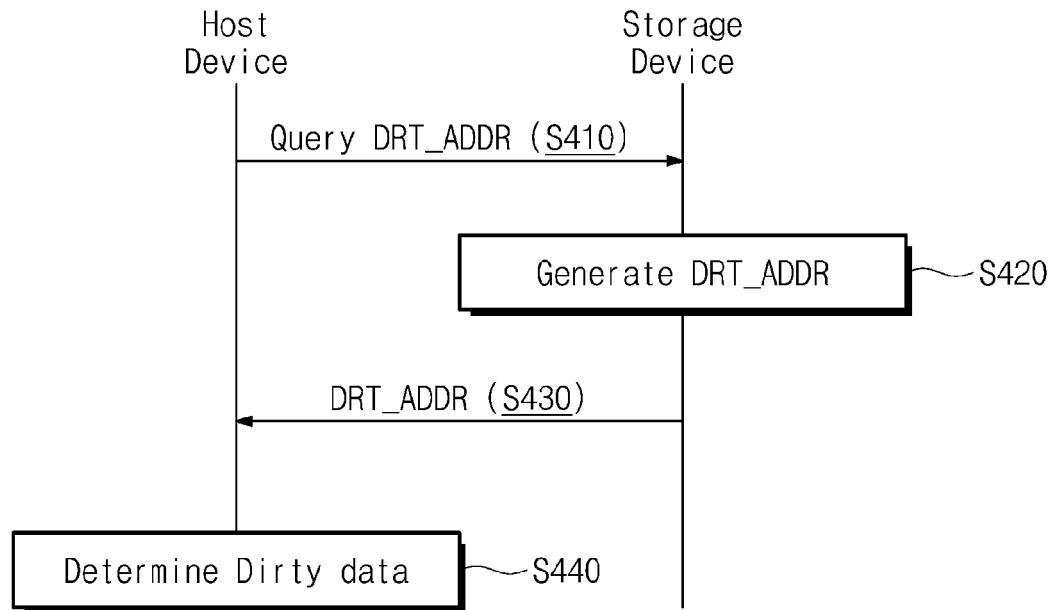 Host
Device
Storage
Device
Query DRT_ADDR (S410)
Generate DRT_ADDR
S420
DRT_ADDR (S430)
Determine Dirty data
S440